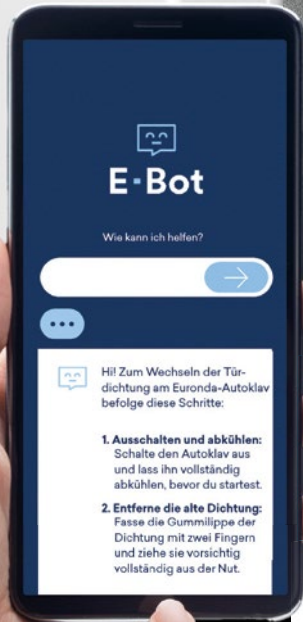 E-Bot
Wie kann ich helfen?
Hi! Zum Wechseln der Tür-
dichtung am Euronda-Autoklav
befolge diese Schritte:
1. Ausschalten und abkühlen:
Schalte den Autoklav aus
und lass ihn vollständig
abkühlen, bevor du startest.
2. Entferne die alte Dichtung:
Fasse die Gummilippe der
Dichtung mit zwei Fingern
und ziehe sie vorsichtig
vollständig aus der Nut.